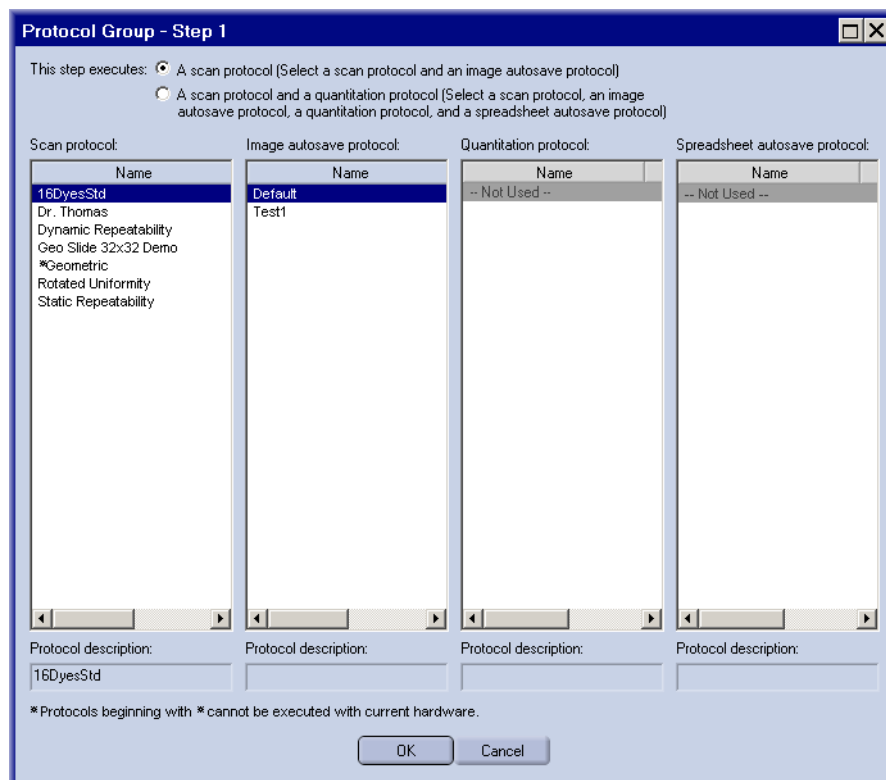 Protocol Group - Step 1
This step executes: A scan protocol (Select a scan protocol and an image autosave protocol)
A scan protocol and a quantitation protocol (Select a scan protocol, an image
autosave protocol, a quantitation protocol, and a spreadsheet autosave protocol)
Scan protocol:
Name
16DyesStd
Dr. Thomas
Dynamic Repeatability
Geo Slide 32x32 Demo
*Geometric
Rotated Uniformity
Static Repeatability
Protocol description:
16DyesStd
Image autosave protocol:
Name
Default
Test1
Protocol description:
Quantitation protocol:
Name
-- Not Used --
Protocol description:
Spreadsheet autosave protocol:
Name
-- Not Used --
Protocol description:
* Protocols beginning with * cannot be executed with current hardware.
OK
Cancel